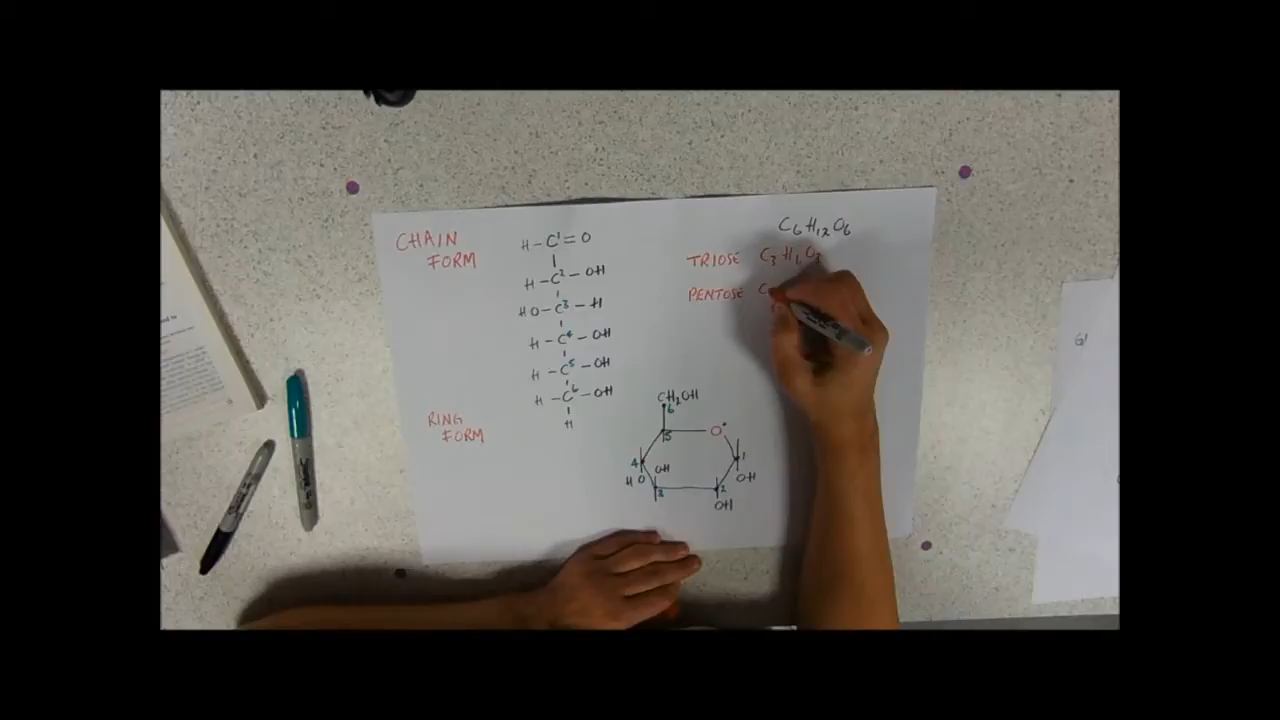 C6H12O6
CHAIN
FORM
H-C1=O
H-C2-OH
HO-C3-H
H-C4-OH
H-C5-OH
H-C6-OH
H
TRIOSE C3H
PENTOSE C
RING
FORM
CH2OH
6
5 O
4 1
HO OH OH
3 2
OH